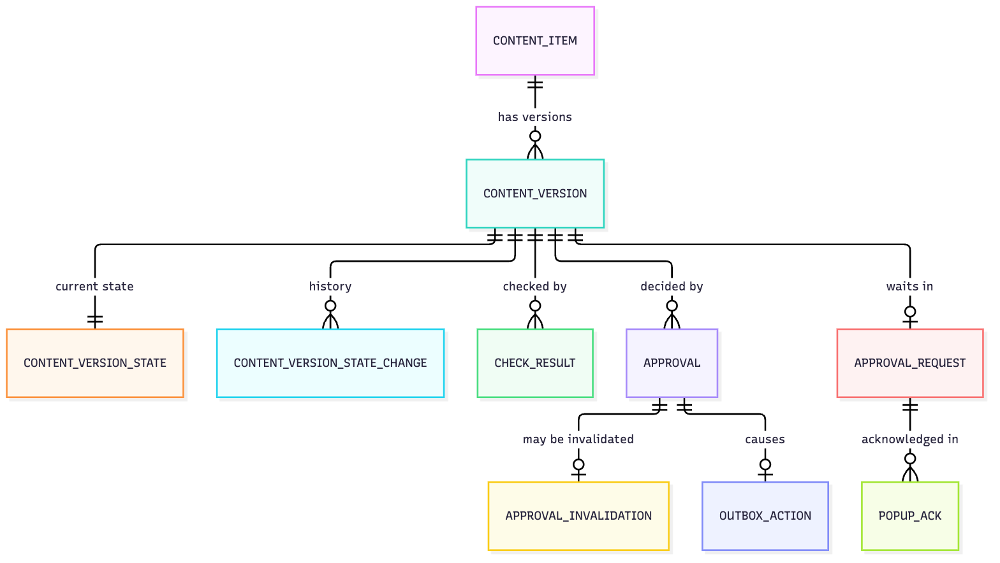 CONTENT_ITEM
has versions
CONTENT_VERSION
current state
history
checked by
decided by
waits in
CONTENT_VERSION_STATE
CONTENT_VERSION_STATE_CHANGE
CHECK_RESULT
APPROVAL
APPROVAL_REQUEST
may be invalidated
causes
acknowledged in
APPROVAL_INVALIDATION
OUTBOX_ACTION
POPUP_ACK